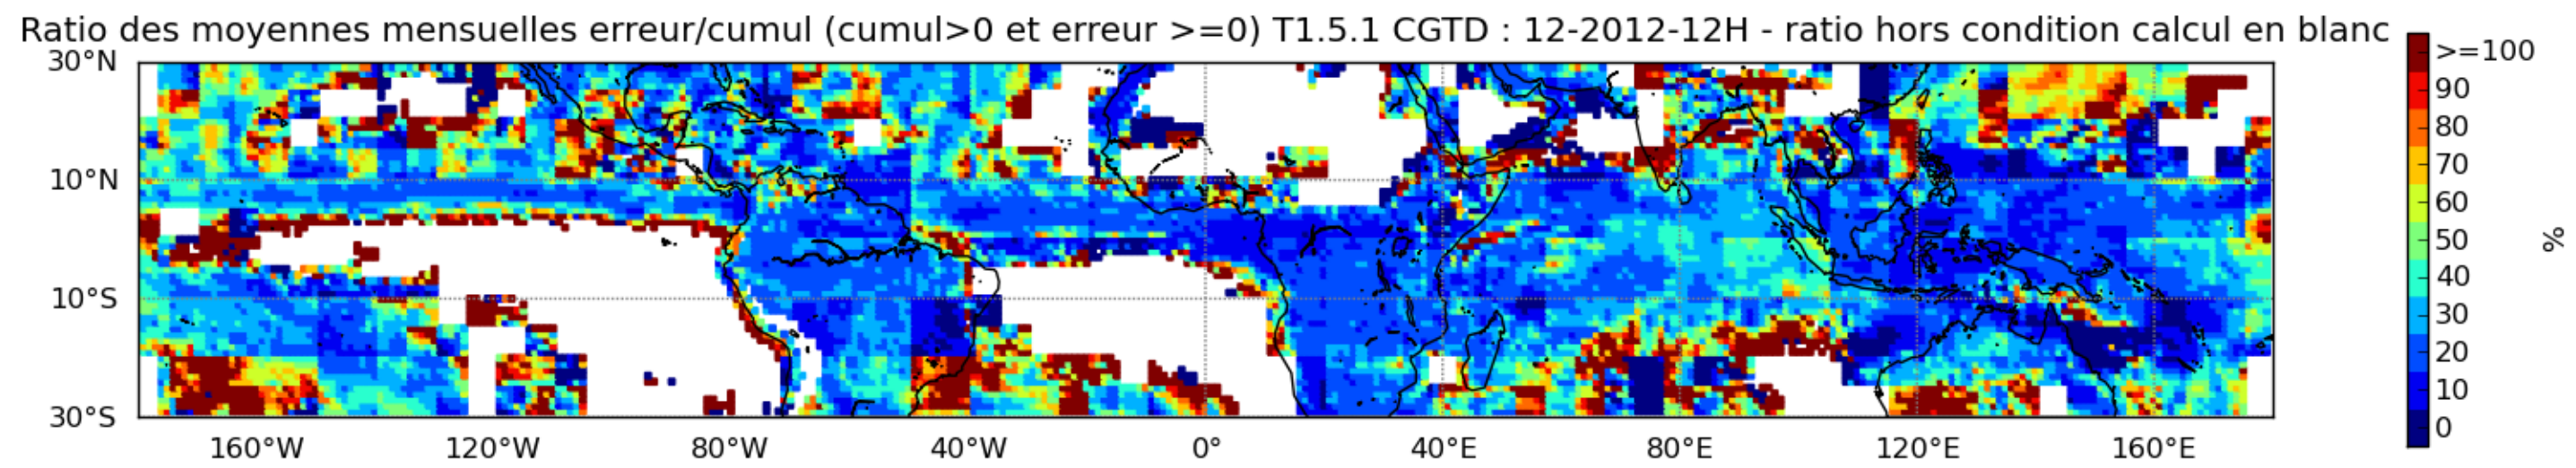 Ratio des moyennes mensuelles erreur/cumul (cumul>0 et erreur >=0) T1.5.1 CGTD : 12-2012-12H - ratio hors condition calcul en blanc
30°N
10°N
10°S
30°S
160°W
120°W
80°W
40°W
0°
40°E
80°E
120°E
160°E
>=100
90
80
70
60
50
40
30
20
10
0
%